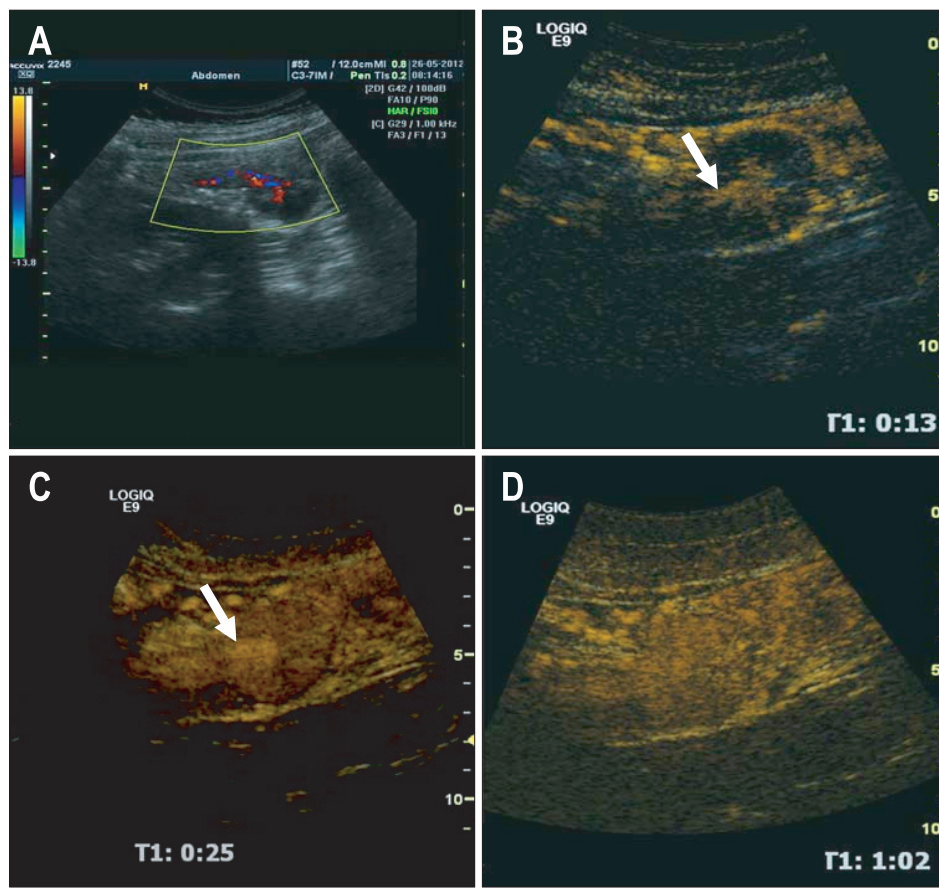 A
ACCUVIX 2245
XQ
Abdomen
#52 / 12.0cm MI 0.8 26-05-2012
C3-7IM / Pen TIs 0.2 08:14:16
[2D] G42 / 100dB
FA10 / P90
HAR / FSI0
[C] G29 / 1.00 kHz
FA3 / F1 / 13
13.8
-13.8
B
LOGIQ
E9
0
5
10
T1: 0:13
C
LOGIQ
E9
0
5
10
T1: 0:25
D
LOGIQ
E9
0
5
10
T1: 1:02